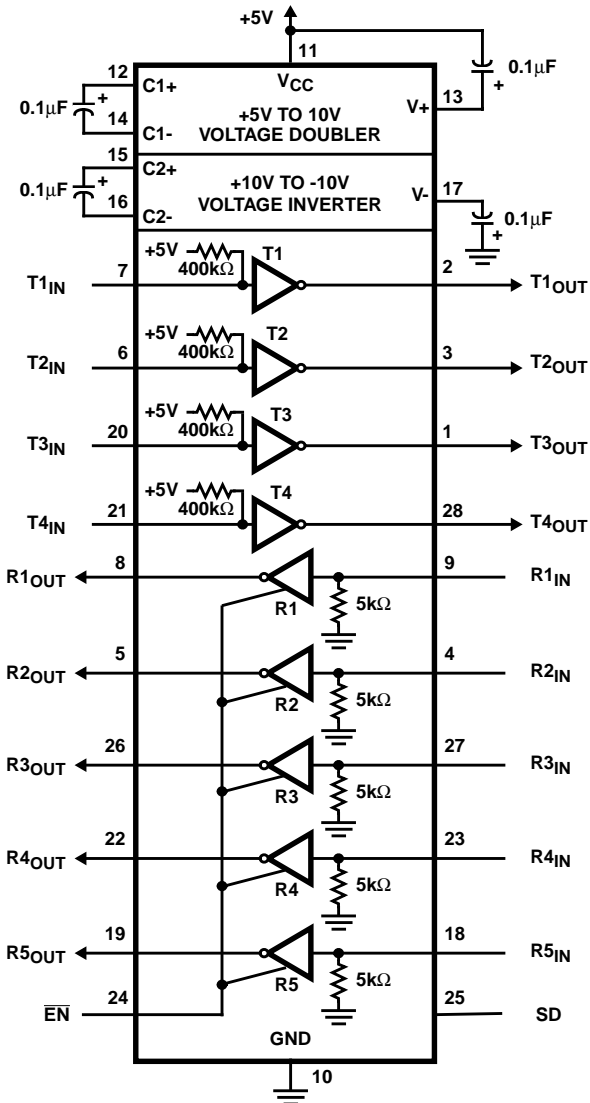 +5V
11
12
C1+
VCC
0.1µF
+
0.1µF
+
13
V+
+5V TO 10V
VOLTAGE DOUBLER
14
C1-
15
C2+
0.1µF
+
+10V TO -10V
VOLTAGE INVERTER
V-
17
16
C2-
0.1µF
+
+5V
400kΩ
T1
T1IN
7
2
T1OUT
+5V
400kΩ
T2
T2IN
6
3
T2OUT
+5V
400kΩ
T3
T3IN
20
1
T3OUT
+5V
400kΩ
T4
T4IN
21
28
T4OUT
R1OUT
8
9
R1IN
R1
5kΩ
R2OUT
5
4
R2IN
R2
5kΩ
R3OUT
26
27
R3IN
R3
5kΩ
R4OUT
22
23
R4IN
R4
5kΩ
R5OUT
19
18
R5IN
R5
5kΩ
E̅N̅
24
25
SD
GND
10